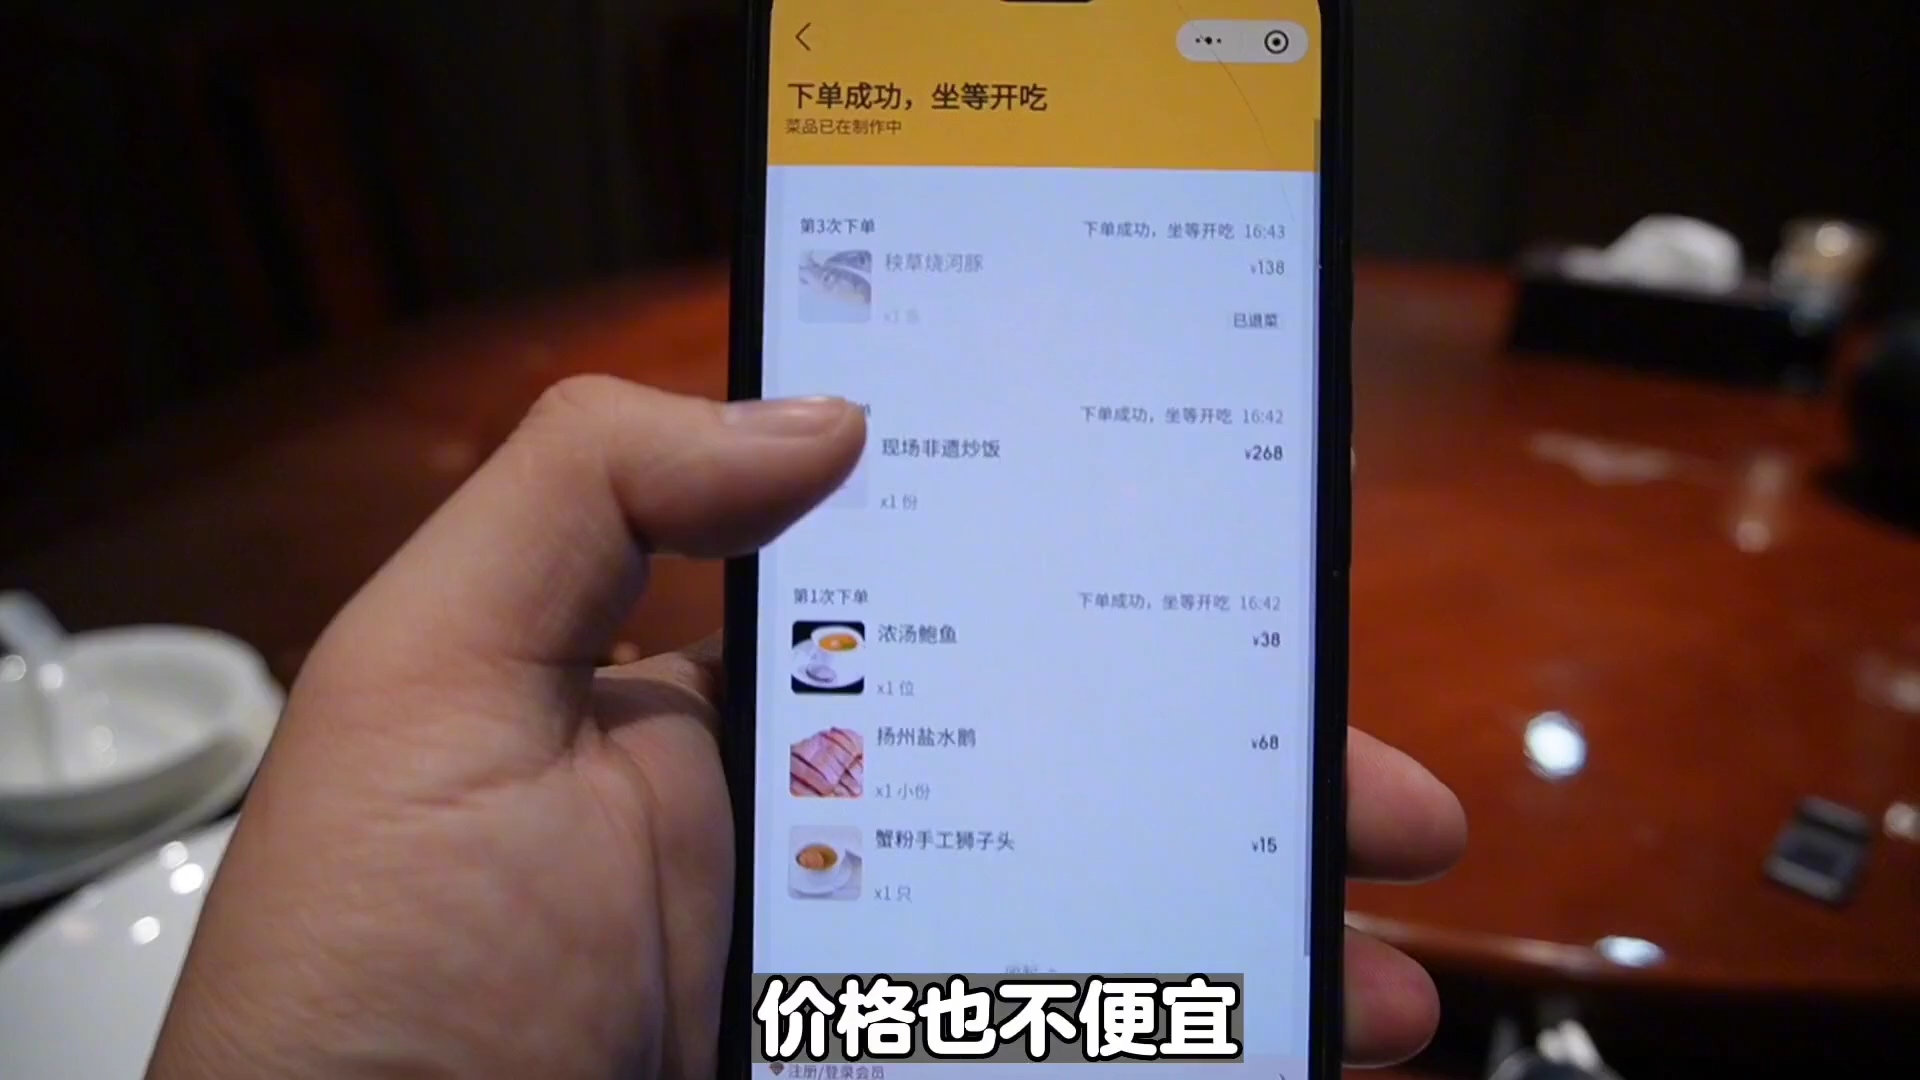 下单成功，坐等开吃
菜品已在制作中
第3次下单 下单成功，坐等开吃 16:43
秧草烧河豚 ¥138
x1 条 已退菜
下单成功，坐等开吃 16:42
现场非遗炒饭 ¥268
x1 份
第1次下单 下单成功，坐等开吃 16:42
浓汤鲍鱼 ¥38
x1 位
扬州盐水鹅 ¥68
x1 小份
蟹粉手工狮子头 ¥15
x1 只
价格也不便宜
注册/登录会员